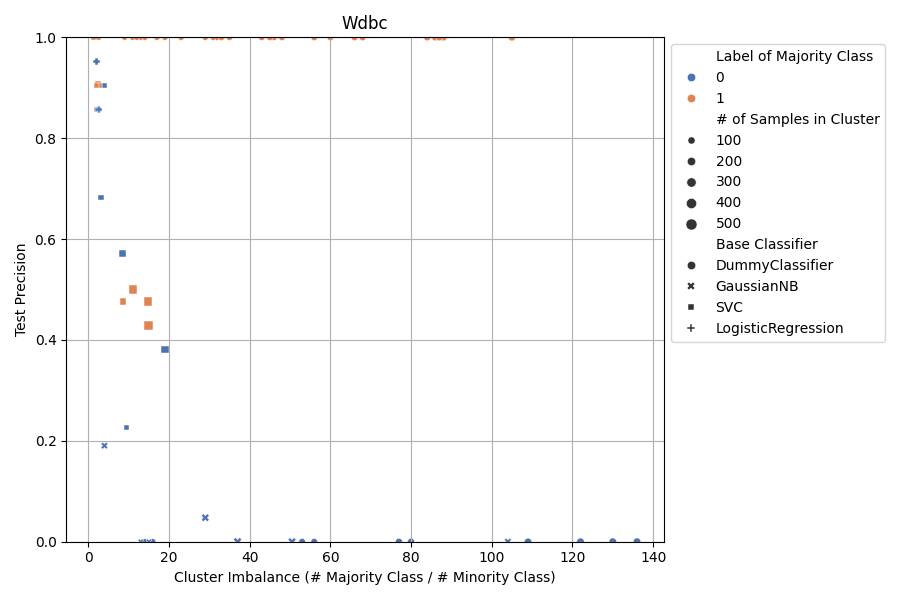 Wdbc
Test Precision
1.0
0.8
0.6
0.4
0.2
0.0
0 20 40 60 80 100 120 140
Cluster Imbalance (# Majority Class / # Minority Class)
Label of Majority Class
0
1
# of Samples in Cluster
100
200
300
400
500
Base Classifier
DummyClassifier
GaussianNB
SVC
LogisticRegression